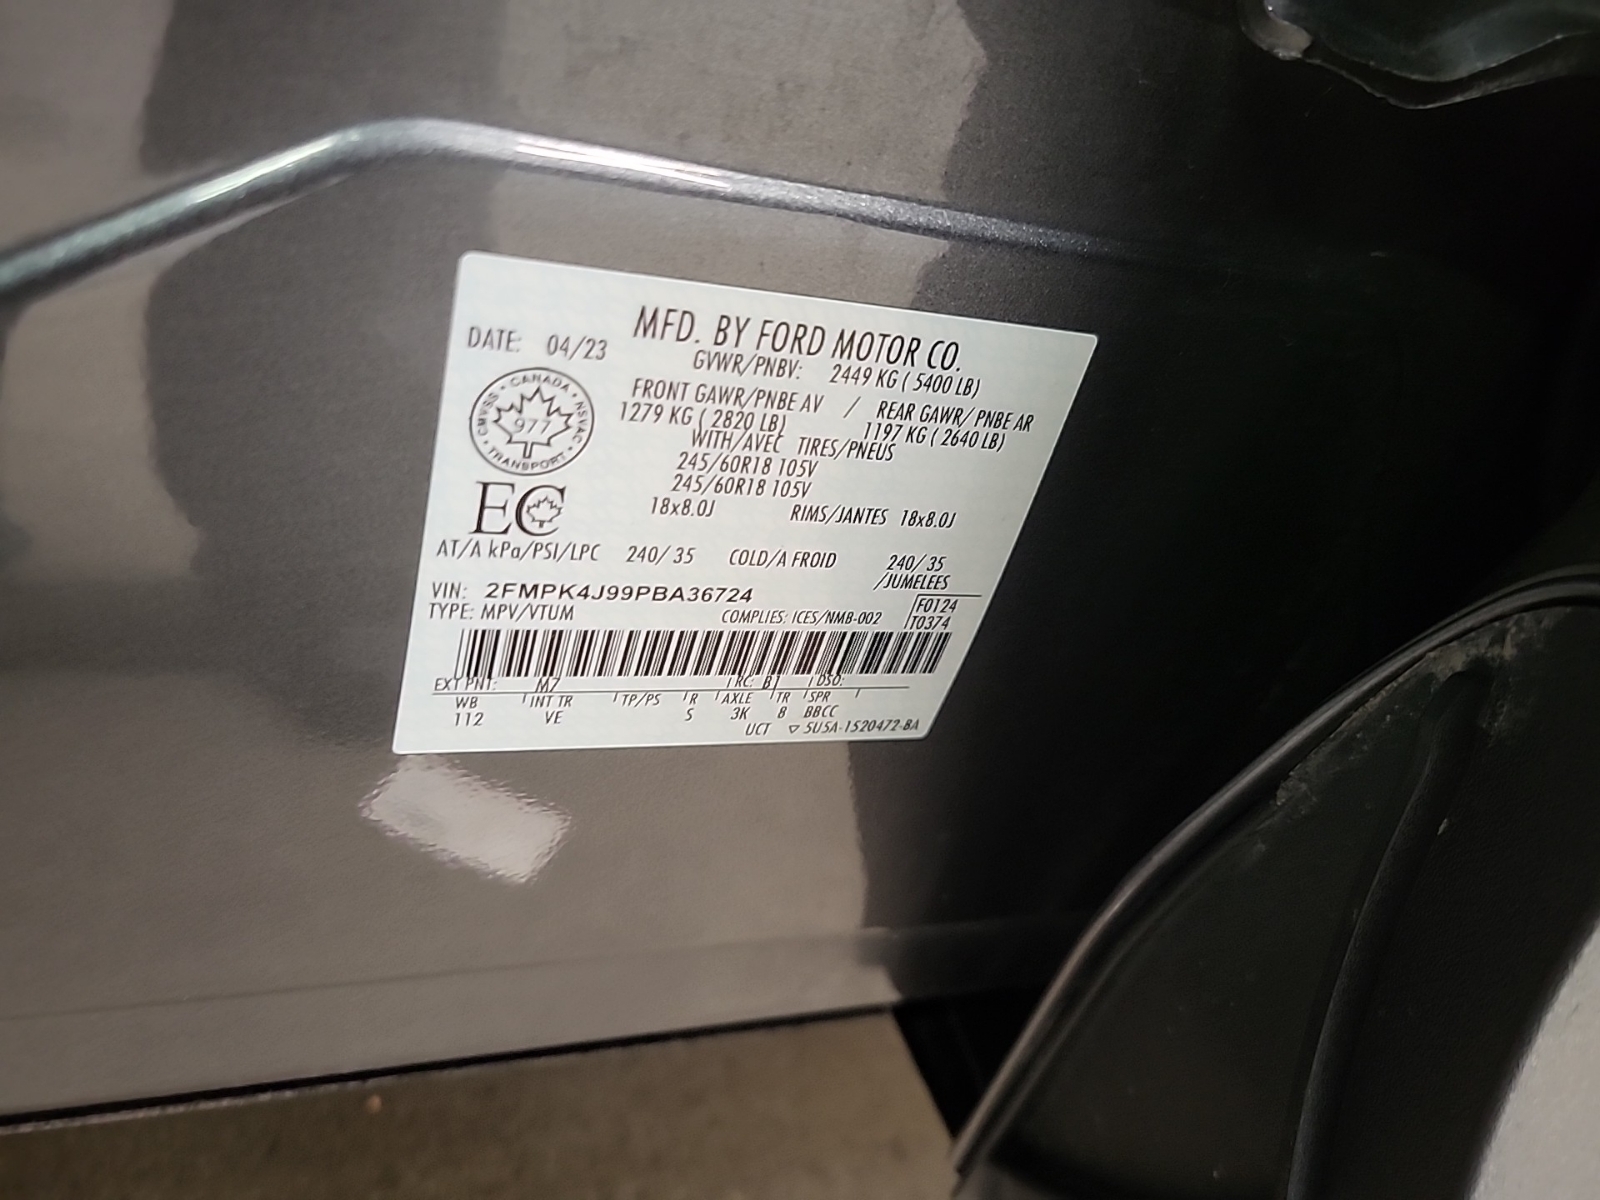 MFD. BY FORD MOTOR CO.
DATE: 04/23
GVWR/PNBV: 2449 KG ( 5400 LB)
FRONT GAWR/PNBE AV / REAR GAWR/ PNBE AR
1279 KG ( 2820 LB) 1197 KG ( 2640 LB)
WITH/AVEC TIRES/PNEUS
245/60R18 105V
245/60R18 105V
18x8.0J RIMS/JANTES 18x8.0J
CANADA
CMVSS 977 NSVAC
TRANSPORT
EC
AT/A kPa/PSI/LPC 240/ 35 COLD/A FROID 240/ 35
/JUMELEES
VIN: 2FMPK4J99PBA36724
TYPE: MPV/VTUM COMPLIES: ICES/NMB-002
F0124
T0374
EXT PNT: M7 RC: B1 DSO:
WB INT TR TP/PS R AXLE TR SPR
112 VE 5 3K 8 BBCC
UCT ▽ 5U5A-1520472-BA